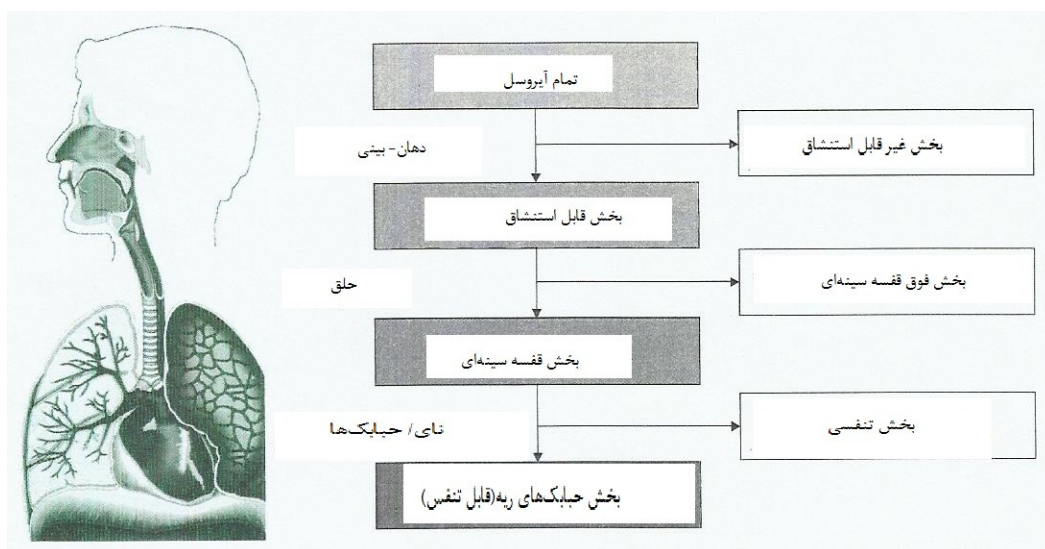 تمام آیروسل
دهان- بینی
بخش غیر قابل استنشاق
بخش قابل استنشاق
حلق
بخش فوق قفسه سینه‌ای
بخش قفسه سینه‌ای
نای/ حبابک‌ها
بخش تنفسی
بخش حبابک‌های ریه(قابل تنفس)